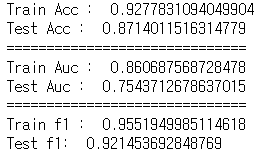 Train Acc :  0.9277831094049904
Test Acc :  0.8714011516314779
=============================
Train Auc :  0.860687568728478
Test Auc :  0.7543712678637015
=============================
Train f1 :  0.9551949985114618
Test f1:  0.921453692848769